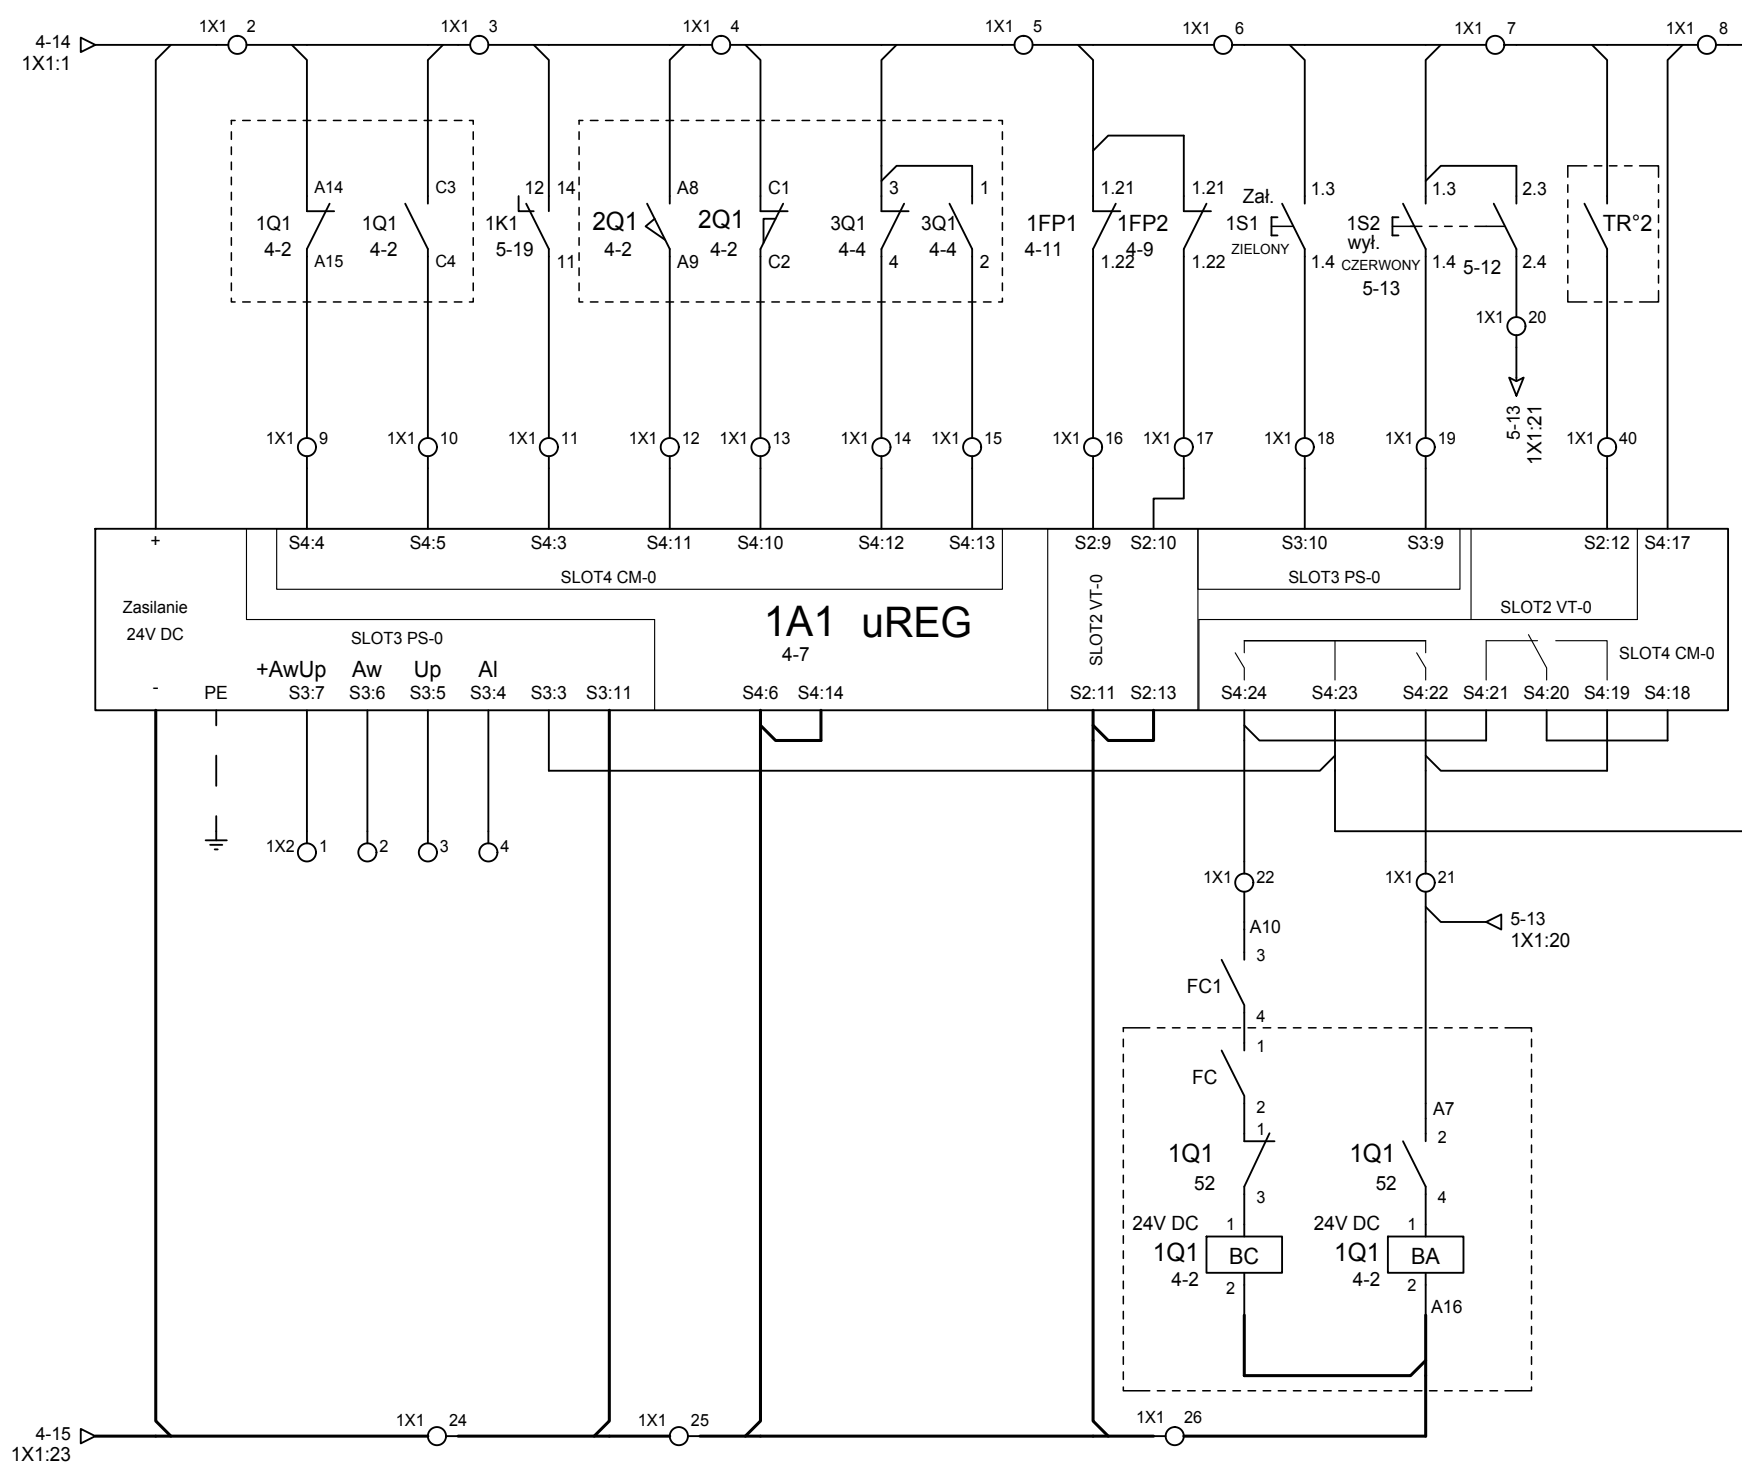 4-14
1X1:1
1X1 2
1X1 3
1X1 4
1X1 5
1X1 6
1X1 7
1X1 8
A14
1Q1
4-2
A15
C3
1Q1
4-2
C4
12 14
1K1
5-19
11
A8
2Q1
4-2
A9
C1
2Q1
4-2
C2
3
3Q1
4-4
4
1
3Q1
4-4
2
1.21
1FP1
4-11
1.22
1.21
1FP2
4-9
1.22
Zał.
1.3
1S1
ZIELONY
1.4
1.3
1S2
wył.
CZERWONY
1.4
5-13
2.3
5-12
2.4
1X1 20
5-13
1X1:21
TR°2
1X1 9
1X1 10
1X1 11
1X1 12
1X1 13
1X1 14
1X1 15
1X1 16
1X1 17
1X1 18
1X1 19
1X1 40
+ S4:4 S4:5 S4:3 S4:11 S4:10 S4:12 S4:13 S2:9 S2:10 S3:10 S3:9 S2:12 S4:17
SLOT4 CM-0
SLOT3 PS-0
SLOT2 VT-0
SLOT2 VT-0
Zasilanie
24V DC
SLOT3 PS-0
1A1 uREG
4-7
SLOT4 CM-0
+AwUp Aw Up Al
- PE S3:7 S3:6 S3:5 S3:4 S3:3 S3:11 S4:6 S4:14 S2:11 S2:13 S4:24 S4:23 S4:22 S4:21 S4:20 S4:19 S4:18
1X2 1 2 3 4
1X1 22
1X1 21
5-13
1X1:20
A10
3
FC1
4
1
FC
2
1
1Q1
52
3
24V DC 1
1Q1 BC
4-2
2
A7
2
1Q1
52
4
24V DC 1
1Q1 BA
4-2
2
A16
4-15
1X1:23
1X1 24
1X1 25
1X1 26